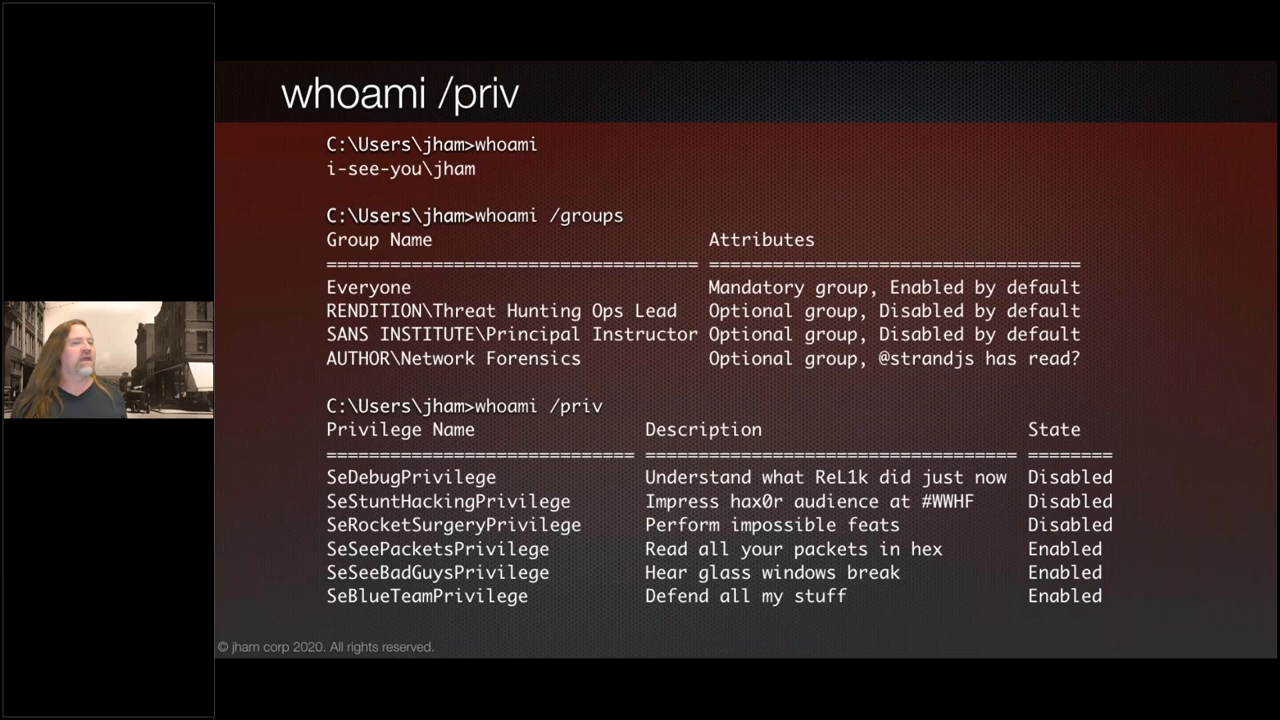 whoami /priv
C:\Users\jham>whoami
i-see-you\jham
C:\Users\jham>whoami /groups
Group Name Attributes
=================================== ===================================
Everyone Mandatory group, Enabled by default
RENDITION\Threat Hunting Ops Lead Optional group, Disabled by default
SANS INSTITUTE\Principal Instructor Optional group, Disabled by default
AUTHOR\Network Forensics Optional group, @strandjs has read?
C:\Users\jham>whoami /priv
Privilege Name Description State
============================= =================================== ========
SeDebugPrivilege Understand what ReL1k did just now Disabled
SeStuntHackingPrivilege Impress hax0r audience at #WWHF Disabled
SeRocketSurgeryPrivilege Perform impossible feats Disabled
SeSeePacketsPrivilege Read all your packets in hex Enabled
SeSeeBadGuysPrivilege Hear glass windows break Enabled
SeBlueTeamPrivilege Defend all my stuff Enabled
© jham corp 2020. All rights reserved.